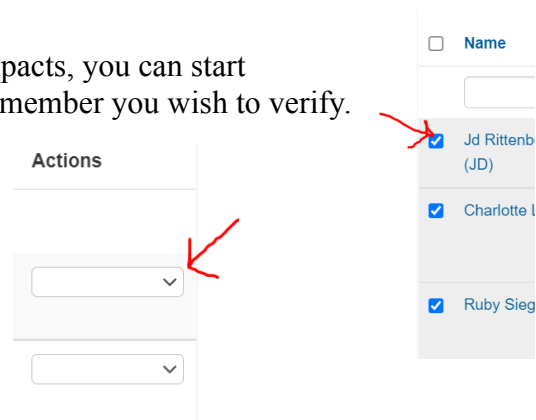 pacts, you can start
member you wish to verify.
Actions
Name
Jd Rittenb
(JD)
Charlotte L
Ruby Sieg